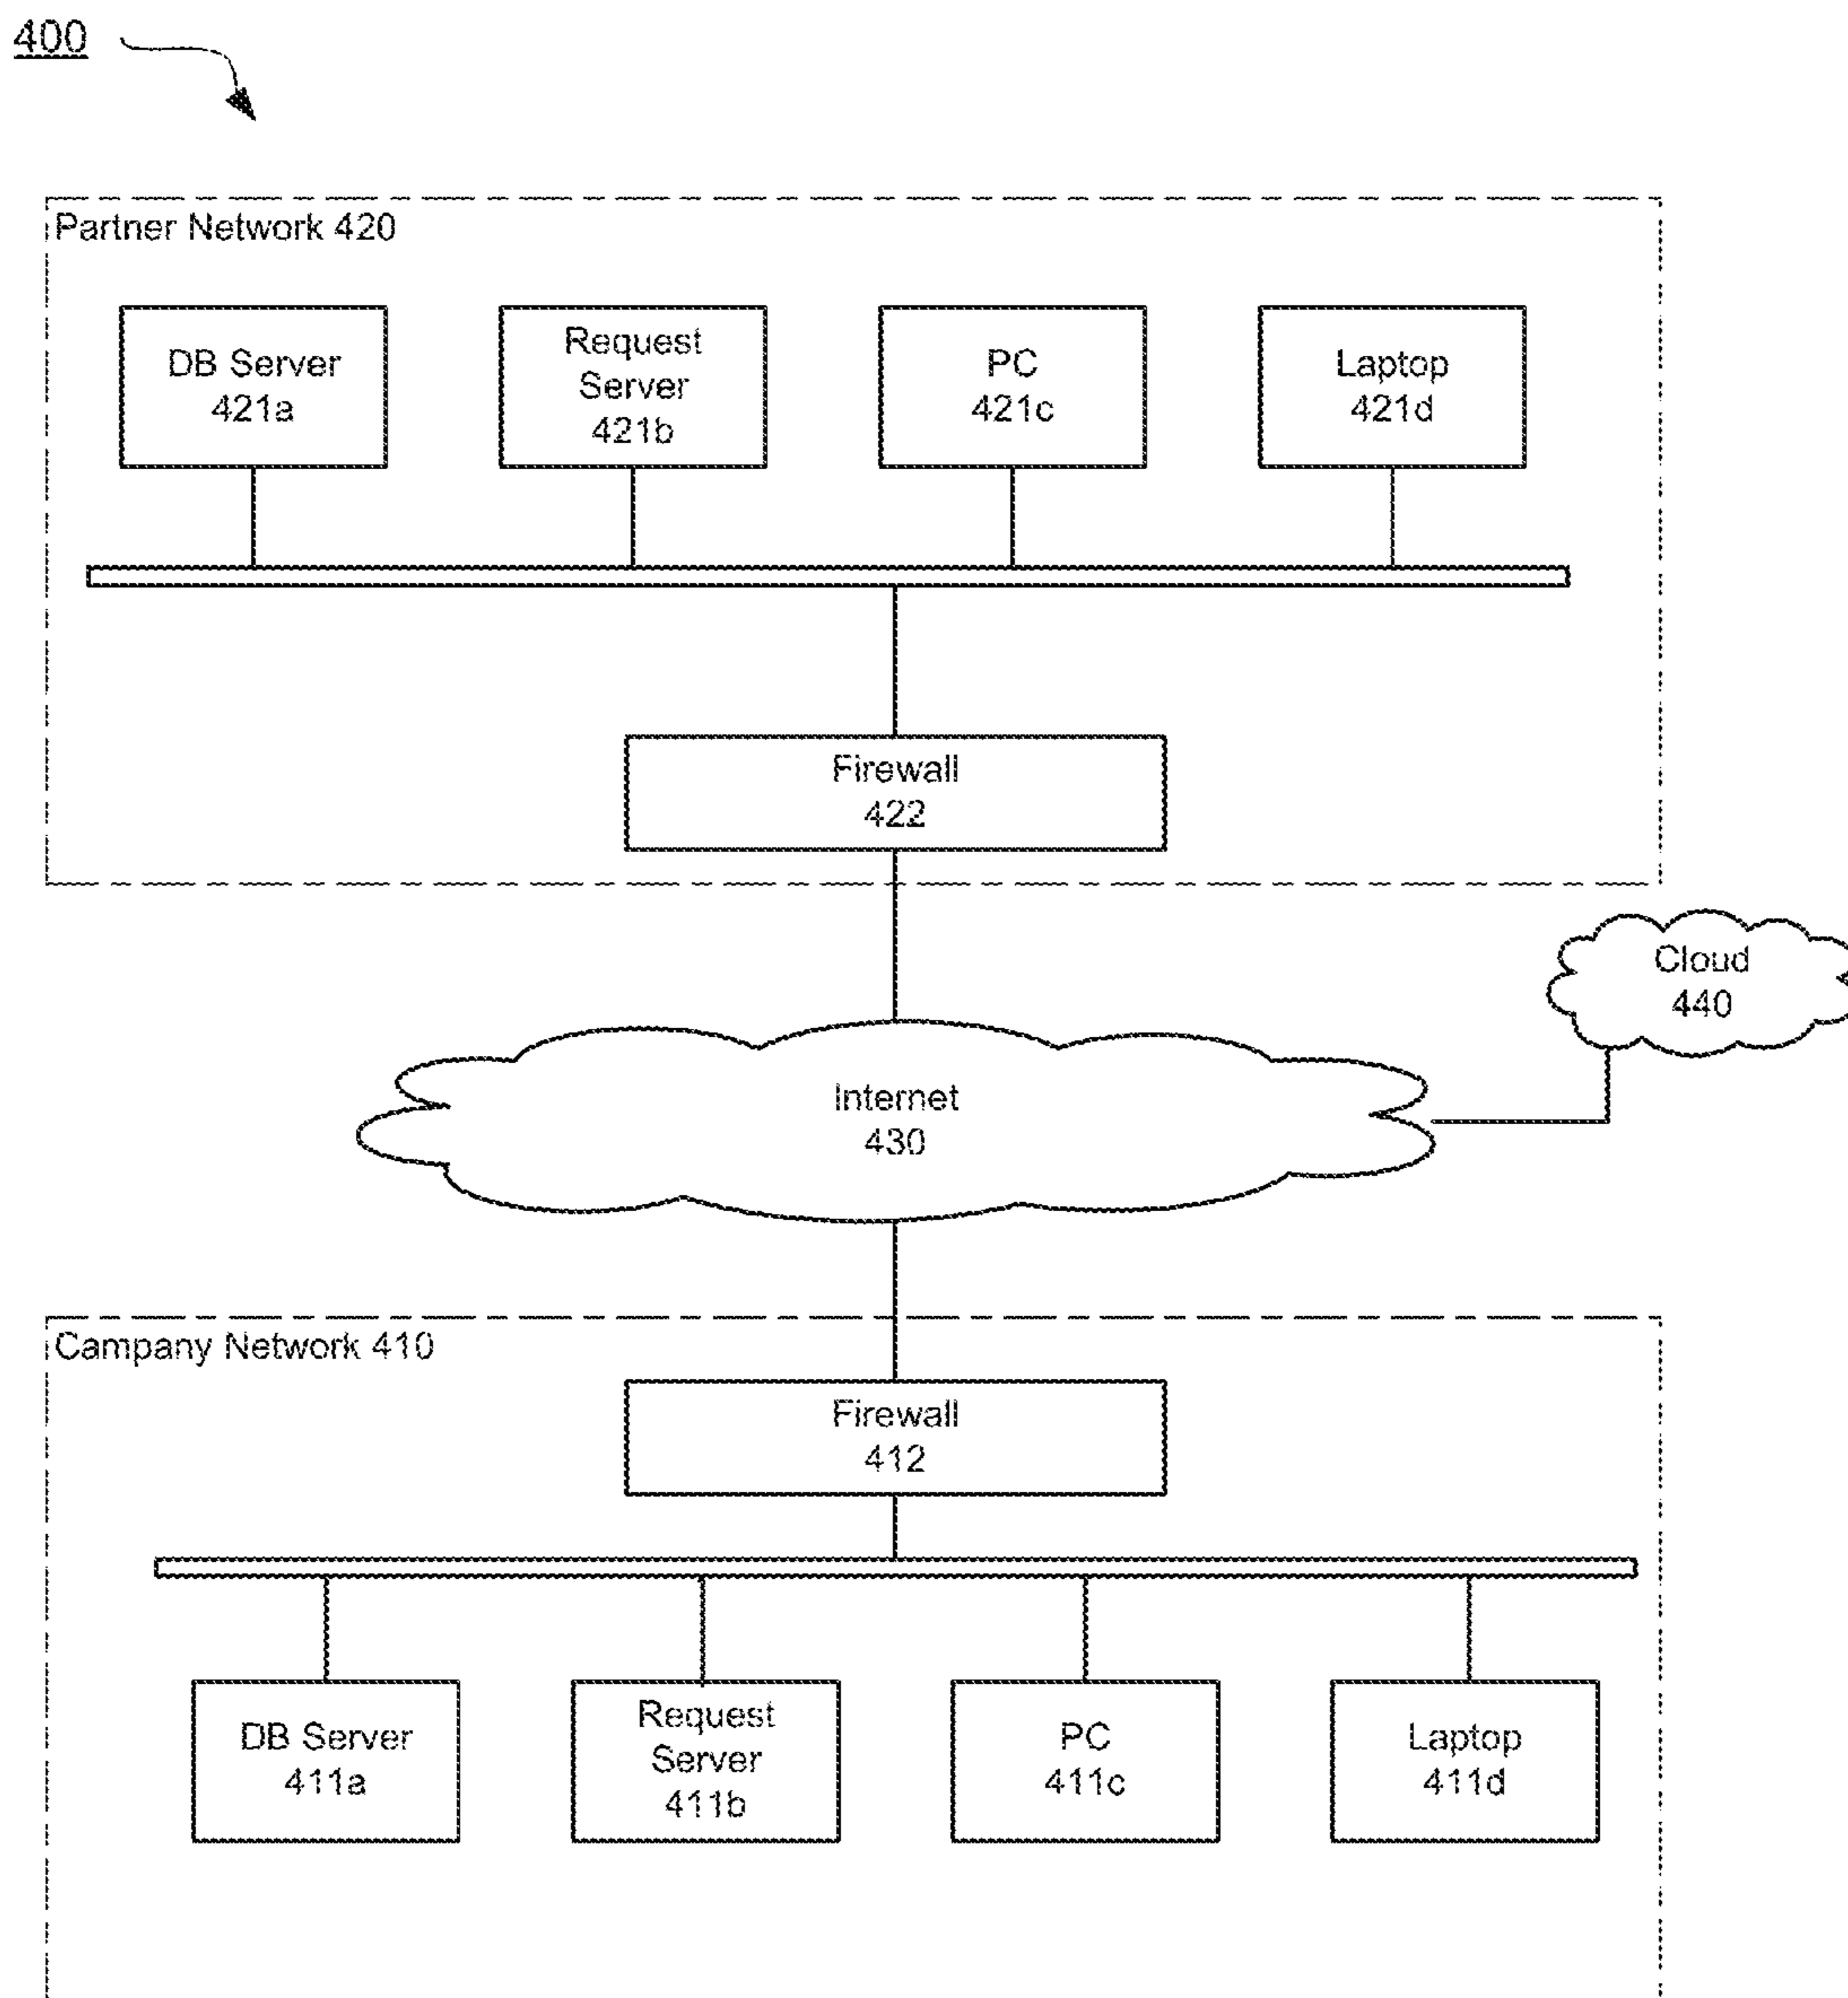 400
Partner Network 420
DB Server
421a
Request
Server
421b
PC
421c
Laptop
421d
Firewall
422
Cloud
440
Internet
430
Campany Network 410
Firewall
412
DB Server
411a
Request
Server
411b
PC
411c
Laptop
411d